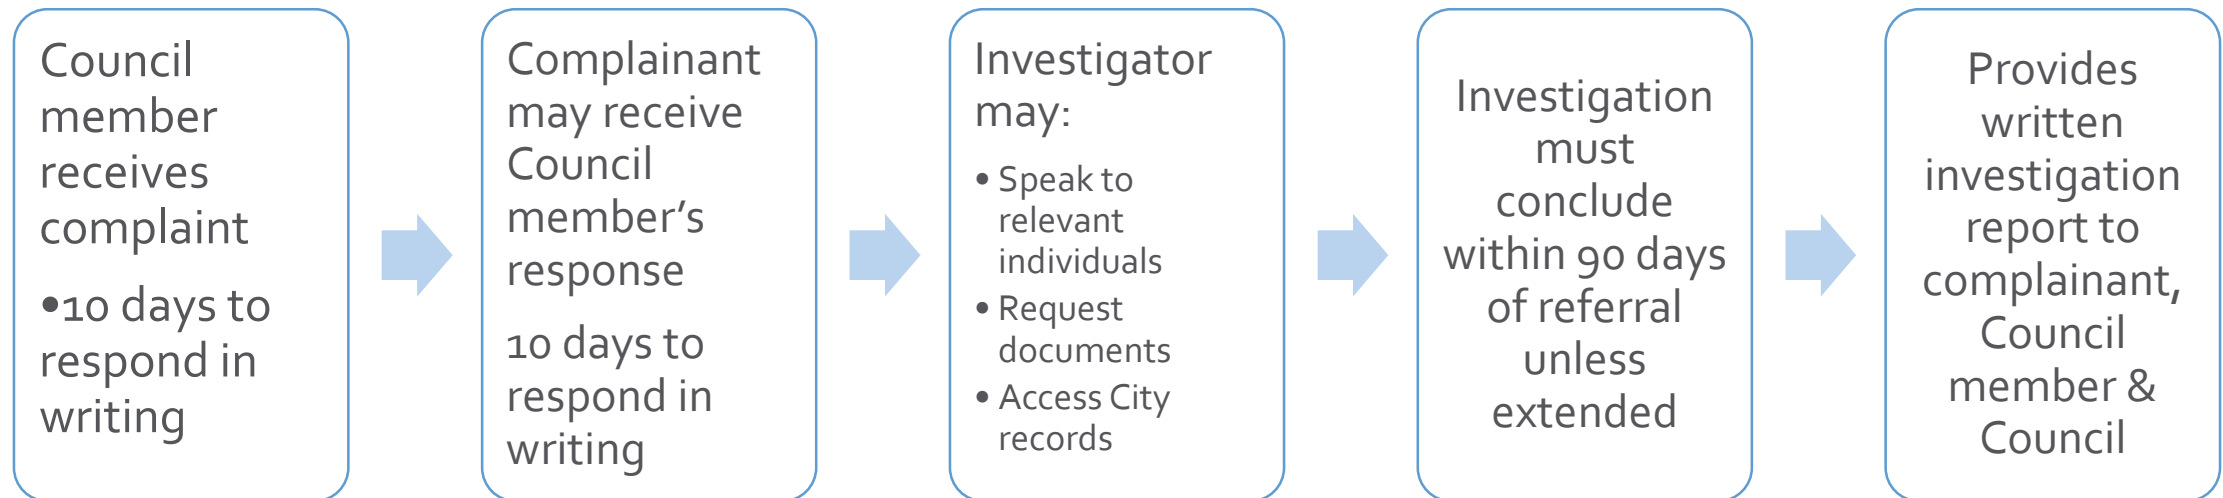 Council
member
receives
complaint
•10 days to
respond in
writing
Complainant
may receive
Council
member’s
response
10 days to
respond in
writing
Investigator
may:
• Speak to
relevant
individuals
• Request
documents
• Access City
records
Investigation
must
conclude
within 90 days
of referral
unless
extended
Provides
written
investigation
report to
complainant,
Council
member &
Council